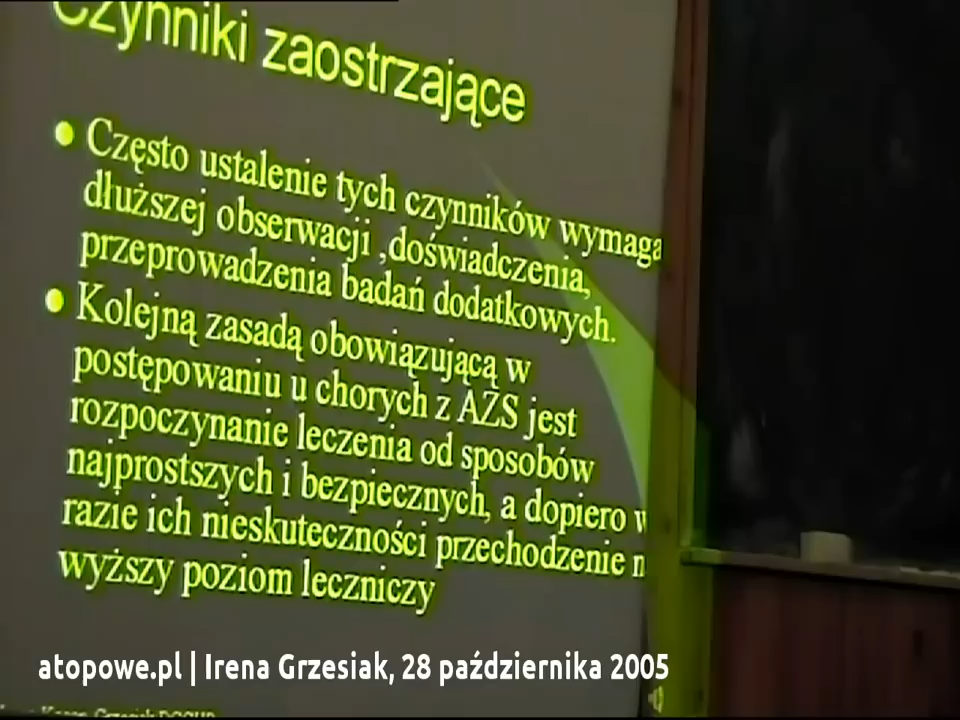 Czynniki zaostrzające
• Często ustalenie tych czynników wymaga
dłuższej obserwacji ,doświadczenia,
przeprowadzenia badań dodatkowych.
• Kolejną zasadą obowiązującą w
postępowaniu u chorych z AZS jest
rozpoczynanie leczenia od sposobów
najprostszych i bezpiecznych, a dopiero w
razie ich nieskuteczności przechodzenie n
wyższy poziom leczniczy
atopowe.pl | Irena Grzesiak, 28 października 2005